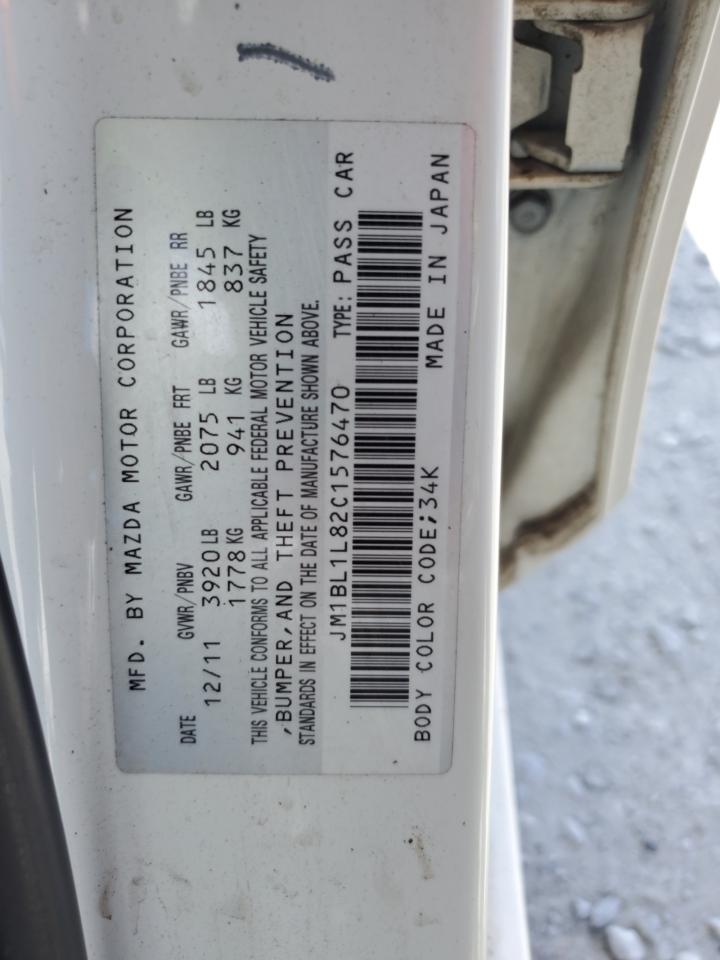 MFD. BY MAZDA MOTOR CORPORATION
DATE GVWR/PNBV GAWR/PNBE FRT GAWR/PNBE RR
12/11 3920 LB 2075 LB 1845 LB
1778 KG 941 KG 837 KG
THIS VEHICLE CONFORMS TO ALL APPLICABLE FEDERAL MOTOR VEHICLE SAFETY
,BUMPER,AND THEFT PREVENTION
STANDARDS IN EFFECT ON THE DATE OF MANUFACTURE SHOWN ABOVE.
JM1BL1L82C1576470 TYPE: PASS CAR
BODY COLOR CODE;34K MADE IN JAPAN